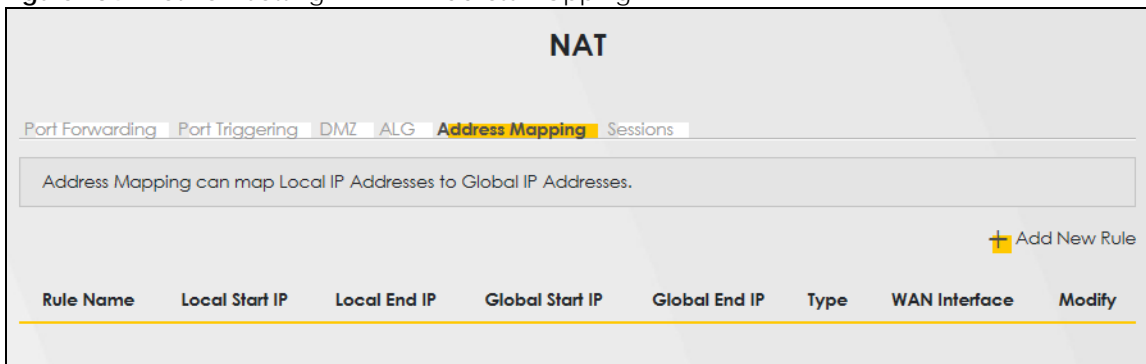 NAT
Port Forwarding Port Triggering DMZ ALG Address Mapping Sessions
Address Mapping can map Local IP Addresses to Global IP Addresses.
+ Add New Rule
Rule Name Local Start IP Local End IP Global Start IP Global End IP Type WAN Interface Modify